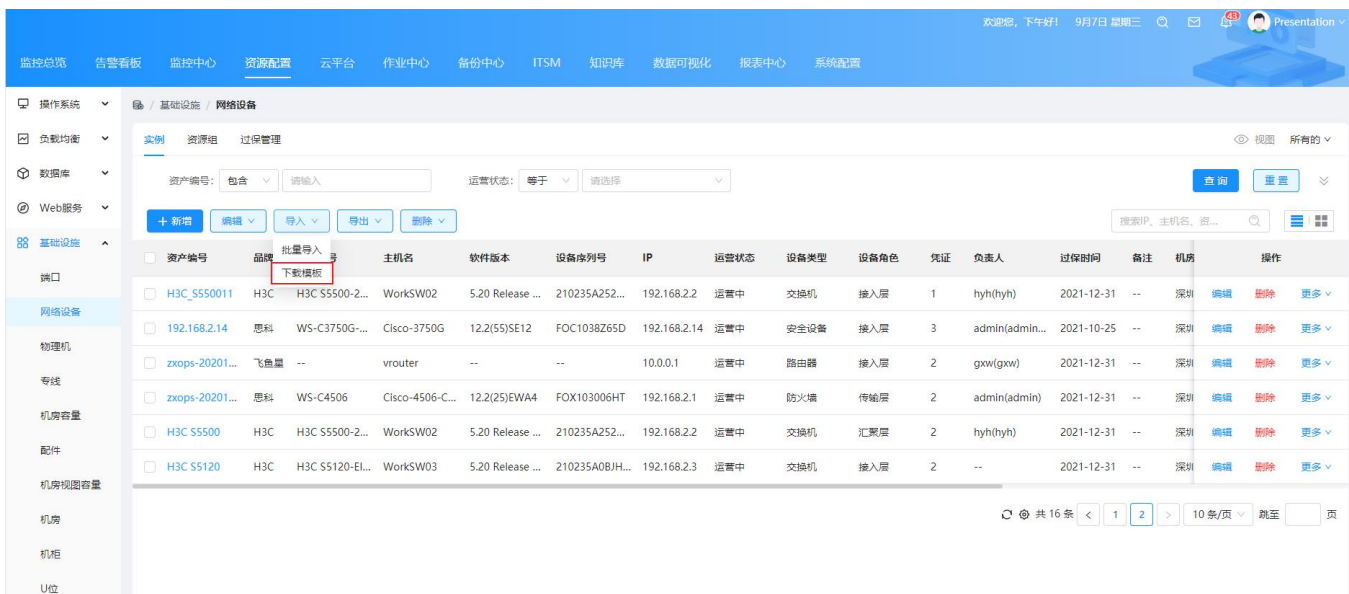 欢迎您，下午好！ 9月7日 星期三 43 Presentation
监控总览 告警看板 监控中心 资源配置 云平台 作业中心 备份中心 ITSM 知识库 数据可视化 报表中心 系统配置
操作系统
负载均衡
数据库
Web服务
基础设施
端口
网络设备
物理机
专线
机房容量
配件
机房视图容量
机房
机柜
U位
/ 基础设施 / 网络设备
实例 资源组 过保管理 视图 所有的
资产编号: 包含 请输入 运营状态: 等于 请选择 查询 重置
+ 新增 编辑 导入 导出 删除 搜索IP、主机名、资...
批量导入
下载模板
资产编号 品牌 号 主机名 软件版本 设备序列号 IP 运营状态 设备类型 设备角色 凭证 负责人 过保时间 备注 机房 操作
H3C_S550011 H3C H3C S5500-2... WorkSW02 5.20 Release ... 210235A252... 192.168.2.2 运营中 交换机 接入层 1 hyh(hyh) 2021-12-31 -- 深圳 编辑 删除 更多
192.168.2.14 思科 WS-C3750G-... Cisco-3750G 12.2(55)SE12 FOC1038Z65D 192.168.2.14 运营中 安全设备 接入层 3 admin(admin... 2021-10-25 -- 深圳 编辑 删除 更多
zxops-20201... 飞鱼星 -- vrouter -- -- 10.0.0.1 运营中 路由器 接入层 2 gxw(gxw) 2021-12-31 -- 深圳 编辑 删除 更多
zxops-20201... 思科 WS-C4506 Cisco-4506-C... 12.2(25)EWA4 FOX103006HT 192.168.2.1 运营中 防火墙 传输层 2 admin(admin) 2021-12-31 -- 深圳 编辑 删除 更多
H3C S5500 H3C H3C S5500-2... WorkSW02 5.20 Release ... 210235A252... 192.168.2.2 运营中 交换机 汇聚层 2 hyh(hyh) 2021-12-31 -- 深圳 编辑 删除 更多
H3C S5120 H3C H3C S5120-EI... WorkSW03 5.20 Release ... 210235A0BJH... 192.168.2.3 运营中 交换机 接入层 2 -- 2021-12-31 -- 深圳 编辑 删除 更多
共 16 条 < 1 2 > 10 条/页 跳至 页